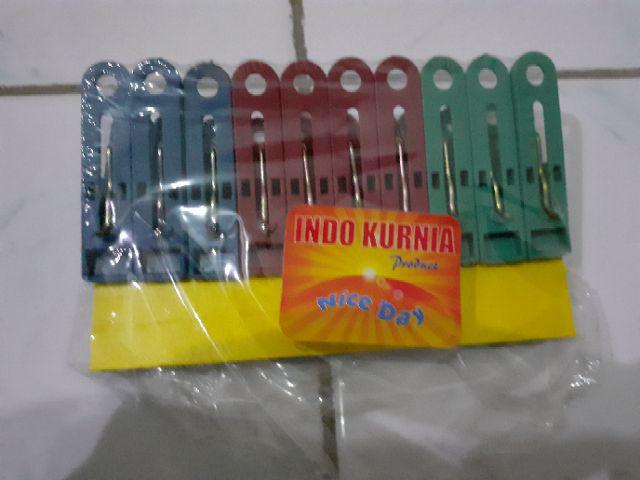 INDO KURNIA
Product
Nice Day